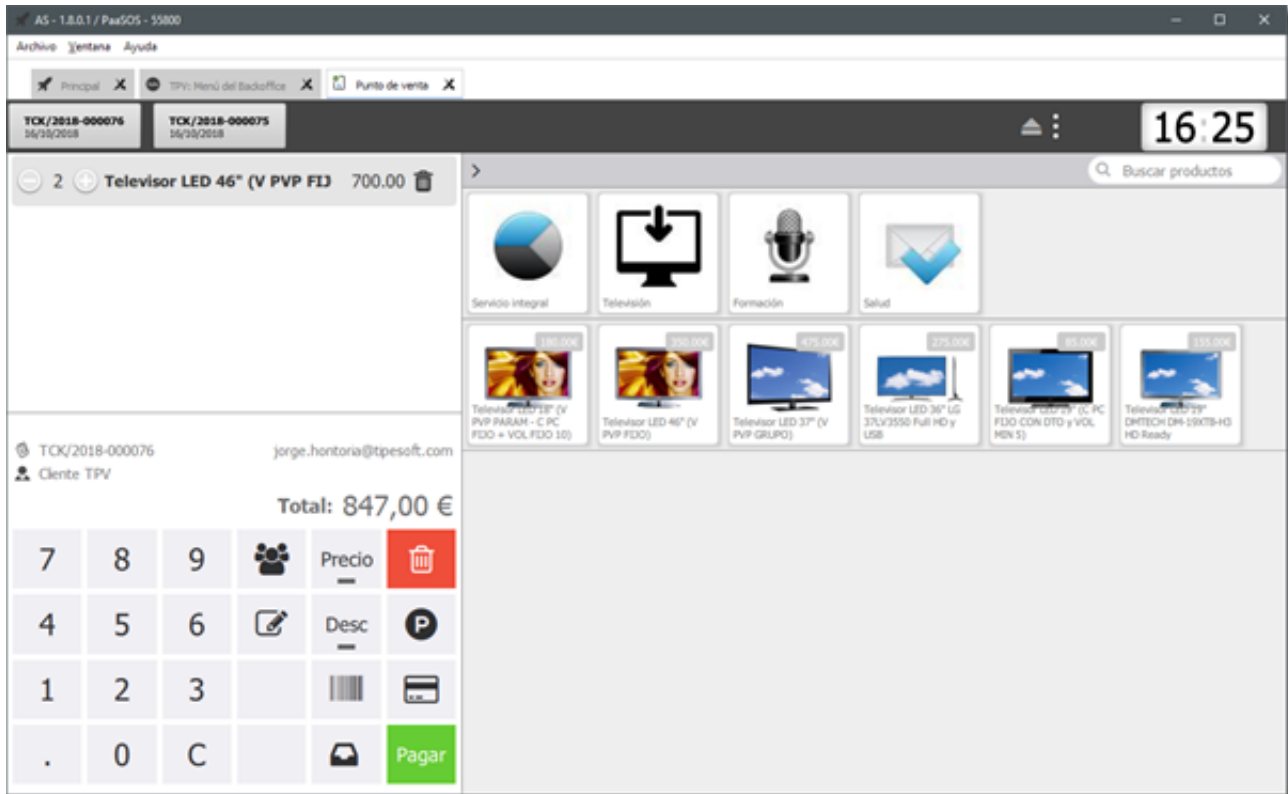 AS - 1.8.0.1 / PaaSOS - 55800
Archivo Ventana Ayuda
Principal
TPV: Menú del Backoffice
Punto de venta
TCK/2018-000076
16/10/2018
TCK/2018-000075
16/10/2018
16:25
2 Televisor LED 46" (V PVP FIJ 700.00
Buscar productos
Servicio integral
Televisión
Formación
Salud
180.00€
Televisor LED 18" (V
PVP PARAM - C PC
FIJO + VOL FIJO 10)
350.00€
Televisor LED 46" (V
PVP FIJO)
475.00€
Televisor LED 37" (V
PVP GRUPO)
275.00€
Televisor LED 36" LG
37LV3550 Full HD y
USB
85.00€
Televisor LED 19" (C PC
FIJO CON DTO y VOL
MIN 5)
155.00€
Televisor LED 19"
DMTECH DM-19XTB-H3
HD Ready
TCK/2018-000076
jorge.hontoria@tipesoft.com
Cliente TPV
Total: 847,00 €
7 8 9 Precio
4 5 6 Desc P
1 2 3
. 0 C Pagar